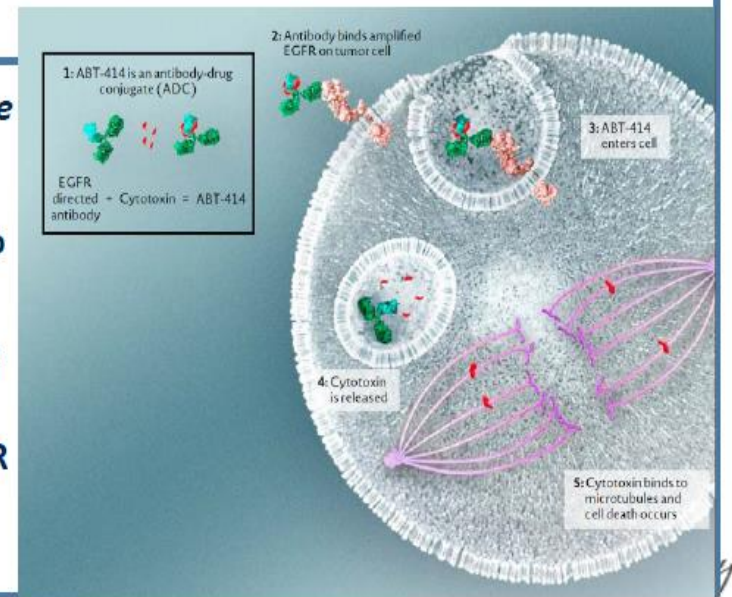 1: ABT-414 is an antibody-drug
conjugate (ADC)
EGFR
directed + Cytotoxin = ABT-414
antibody
2: Antibody binds amplified
EGFR on tumor cell
3: ABT-414
enters cell
4: Cytotoxin
is released
5: Cytotoxin binds to
microtubules and
cell death occurs